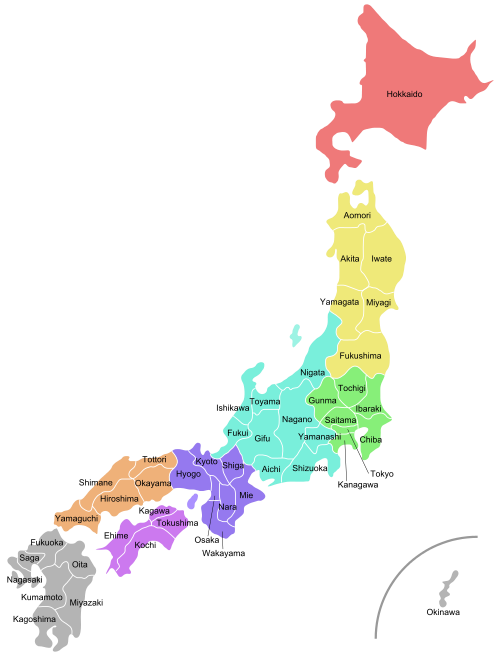 Hokkaido
Aomori
Akita
Iwate
Yamagata
Miyagi
Fukushima
Nigata
Tochigi
Gunma
Ibaraki
Toyama
Ishikawa
Nagano
Saitama
Fukui
Gifu
Yamanashi
Chiba
Kyoto
Shiga
Aichi
Shizuoka
Tokyo
Kanagawa
Tottori
Hyogo
Shimane
Okayama
Hiroshima
Mie
Nara
Kagawa
Yamaguchi
Tokushima
Ehime
Kochi
Osaka
Wakayama
Fukuoka
Saga
Oita
Nagasaki
Kumamoto
Miyazaki
Kagoshima
Okinawa